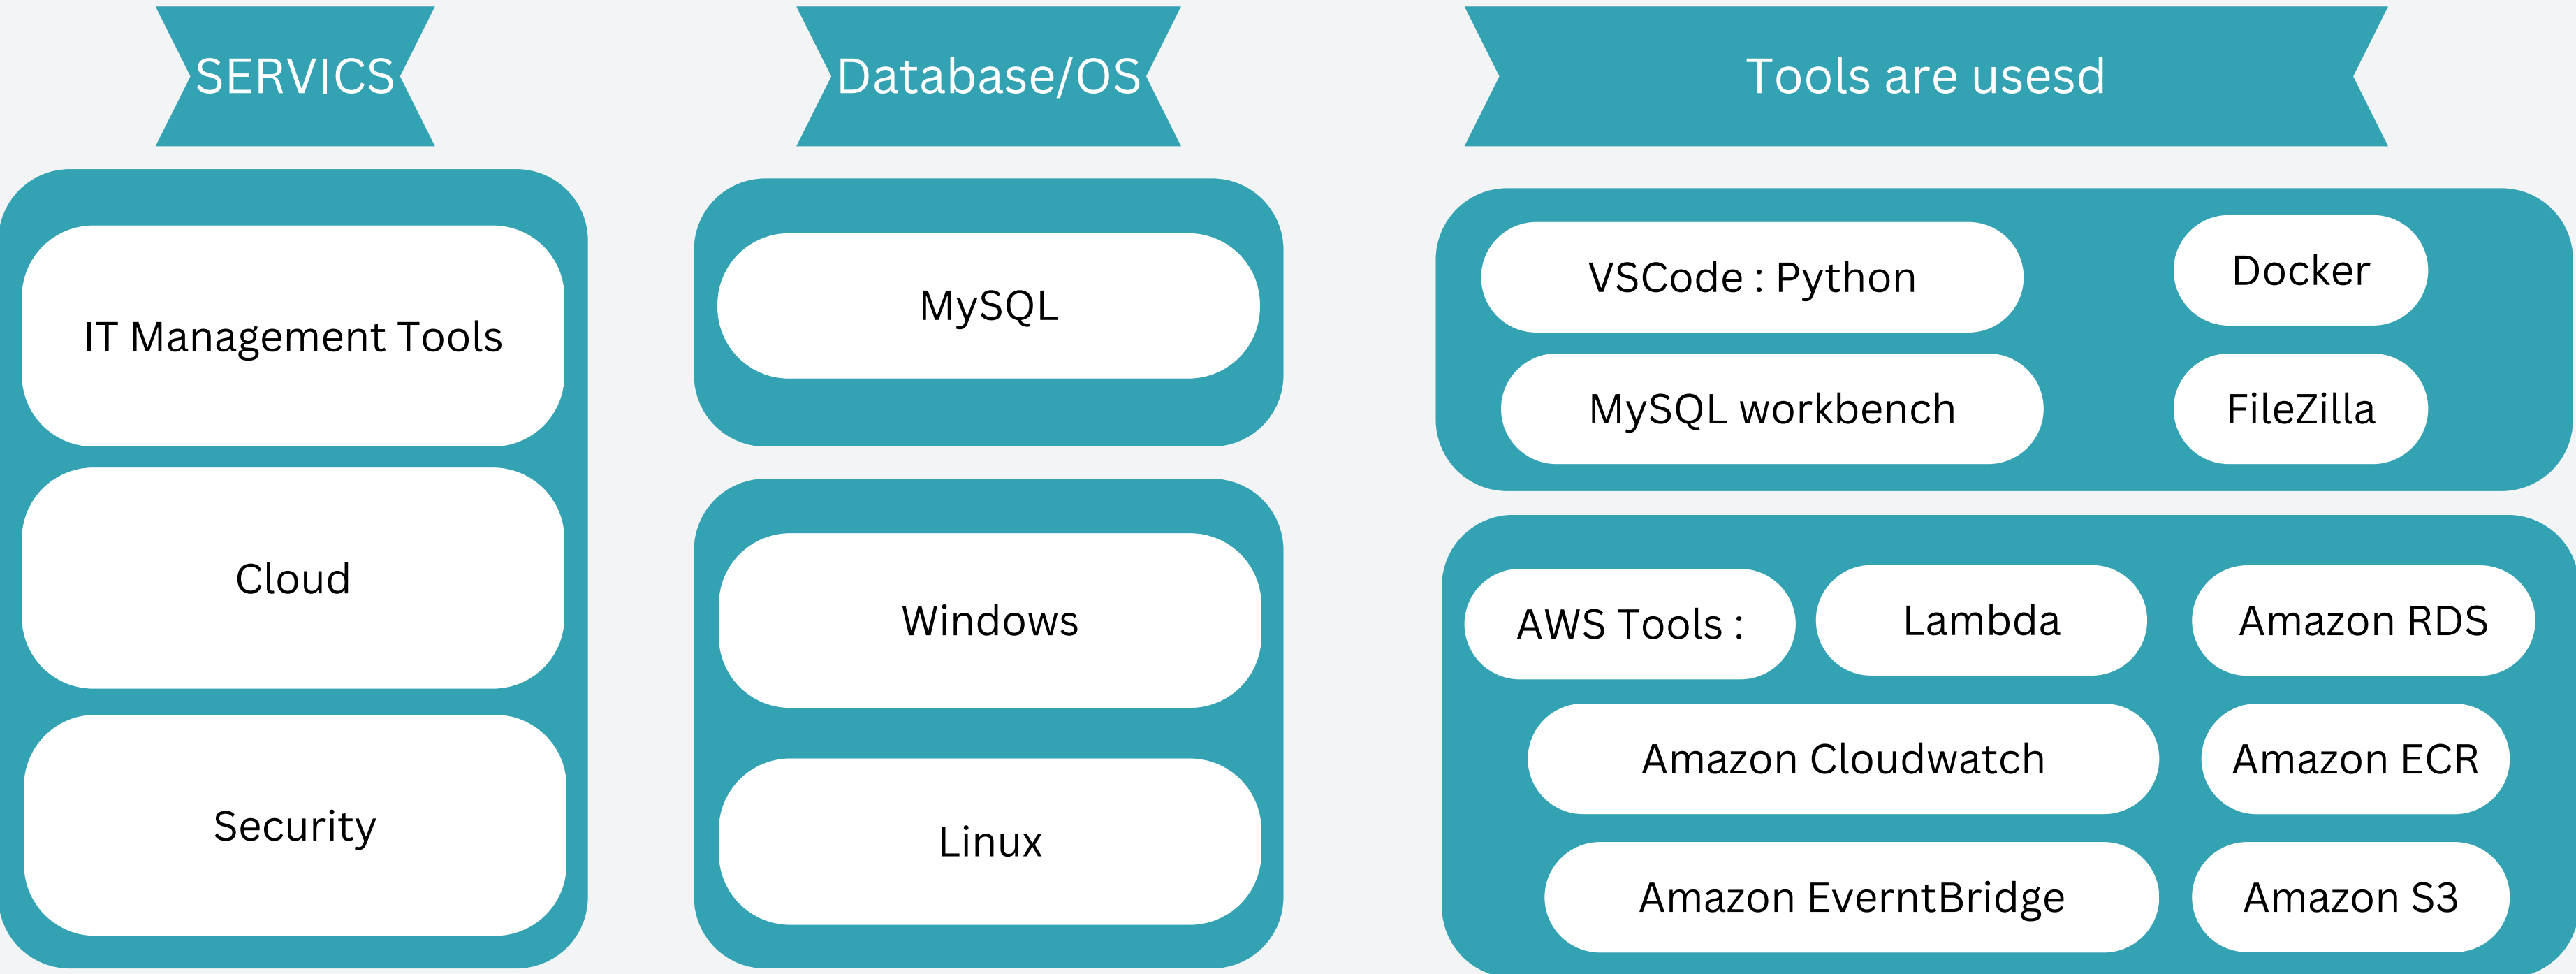 SERVICS
Database/OS
Tools are usesd
IT Management Tools
Cloud
Security
MySQL
Windows
Linux
VSCode : Python
Docker
MySQL workbench
FileZilla
AWS Tools :
Lambda
Amazon RDS
Amazon Cloudwatch
Amazon ECR
Amazon EverntBridge
Amazon S3